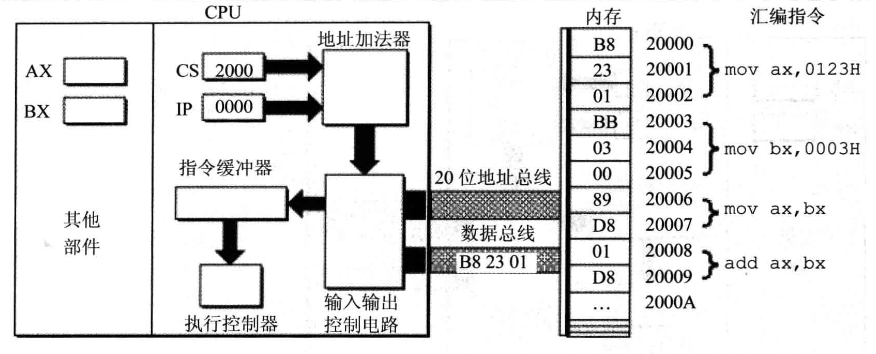 CPU
内存
汇编指令
地址加法器
AX
BX
CS 2000
IP 0000
指令缓冲器
其他
部件
执行控制器
输入输出
控制电路
20 位地址总线
数据总线
B8 23 01
B8 20000
23 20001 mov ax,0123H
01 20002
BB 20003
03 20004 mov bx,0003H
00 20005
89 20006
mov ax,bx
D8 20007
01 20008
add ax,bx
D8 20009
… 2000A